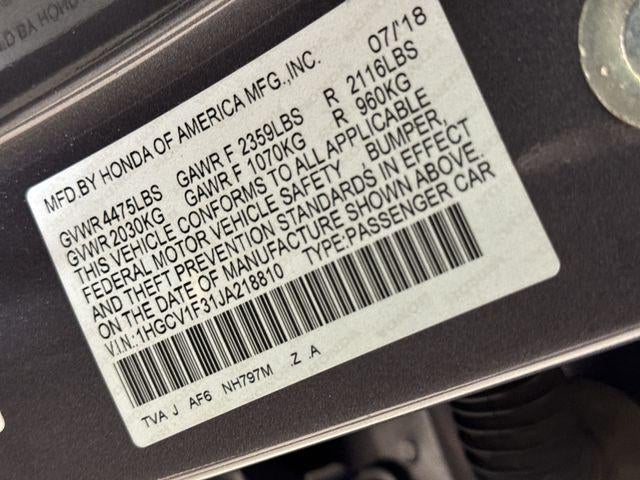 MFD.BY HONDA OF AMERICA MFG.,INC. 07/18
GVWR 4475LBS GAWR F 2359LBS R 2116LBS
GVWR 2030KG GAWR F 1070KG R 960KG
THIS VEHICLE CONFORMS TO ALL APPLICABLE
FEDERAL MOTOR VEHICLE SAFETY BUMPER,
AND THEFT PREVENTION STANDARDS IN EFFECT
ON THE DATE OF MANUFACTURE SHOWN ABOVE.
V.I.N.:1HGCV1F31JA218810 TYPE:PASSENGER CAR
TVA J AF6 NH797M .Z .A